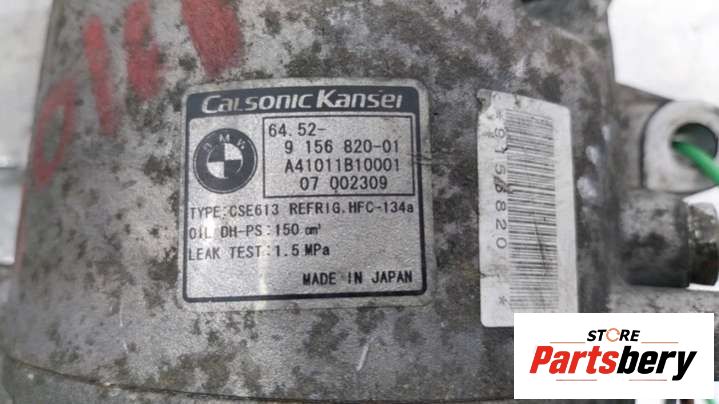 Calsonic Kansei
BMW
64.52-
9 156 820-01
A41011B10001
07 002309
TYPE:CSE613 REFRIG.HFC-134a
OIL DH-PS:150 cm³
LEAK TEST:1.5 MPa
MADE IN JAPAN
STORE
Partsbery